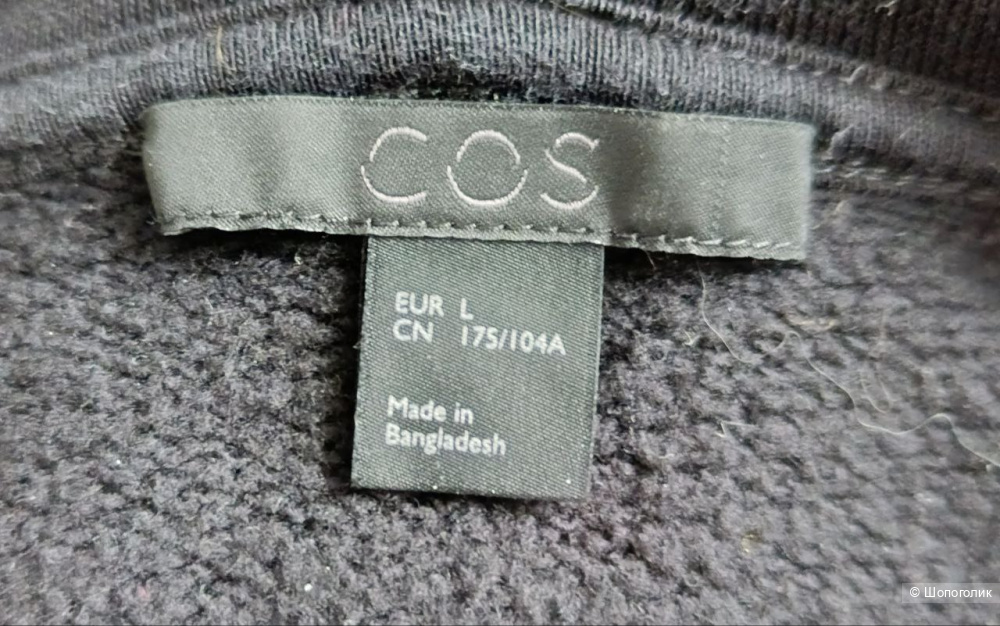 COS
EUR L
CN 175/104A
Made in
Bangladesh
© Шопоголик